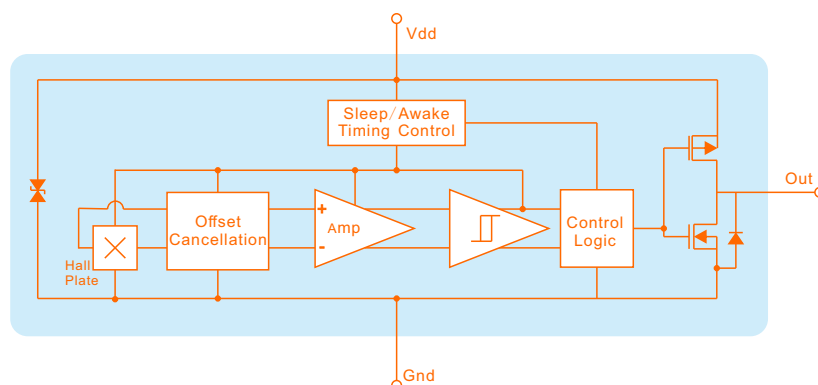 Vdd
Sleep/Awake
Timing Control
Out
Offset
Cancellation
+
-
Amp
Control
Logic
Hall
Plate
Gnd